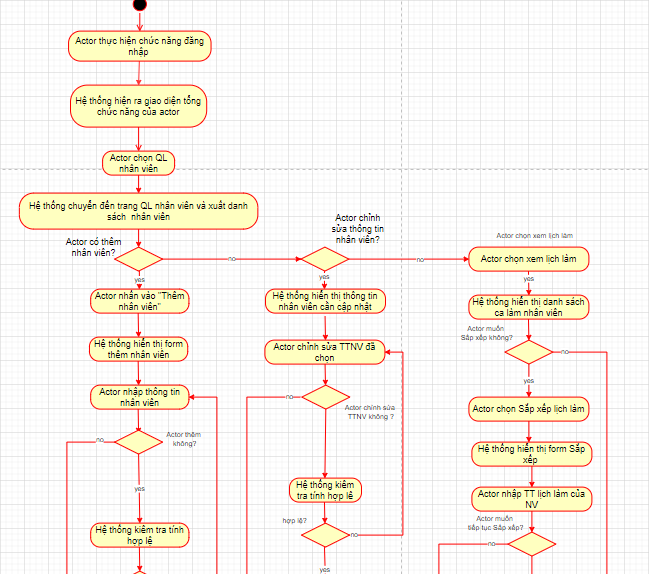 Actor thực hiện chức năng đăng
nhập
Hệ thống hiện ra giao diện tổng
chức năng của actor
Actor chọn QL
nhân viên
Hệ thống chuyển đến trang QL nhân viên và xuất danh
sách nhân viên
Actor có thêm
nhân viên?
no
yes
Actor nhấn vào "Thêm
nhân viên"
Hệ thống hiển thị form
thêm nhân viên
Actor nhập thông tin
nhân viên
Actor thêm
không?
no
yes
Hệ thống kiểm tra tính
hợp lệ
Actor chỉnh
sửa thông tin
nhân viên?
no
yes
Hệ thống hiển thị thông tin
nhân viên cần cập nhật
Actor chỉnh sửa TTNV đã
chọn
no
Actor chỉnh sửa
TTNV không ?
Hệ thống kiểm
tra tính hợp lệ
hợp lệ?
no
yes
Actor chọn xem lịch làm
Actor chọn xem lịch làm
yes
Hệ thống hiển thị danh sách
ca làm nhân viên
Actor muốn
Sắp xếp không?
no
yes
Actor chọn Sắp xếp lịch làm
Hệ thống hiển thị form Sắp
xếp
Actor nhập TT lịch làm của
NV
Actor muốn
tiếp tục Sắp xếp?
no